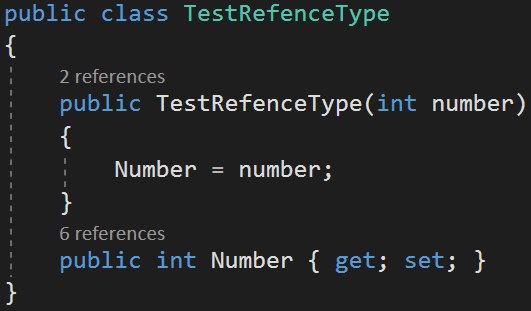 public class TestRefenceType
{
2 references
public TestRefenceType(int number)
{
Number = number;
}
6 references
public int Number { get; set; }
}